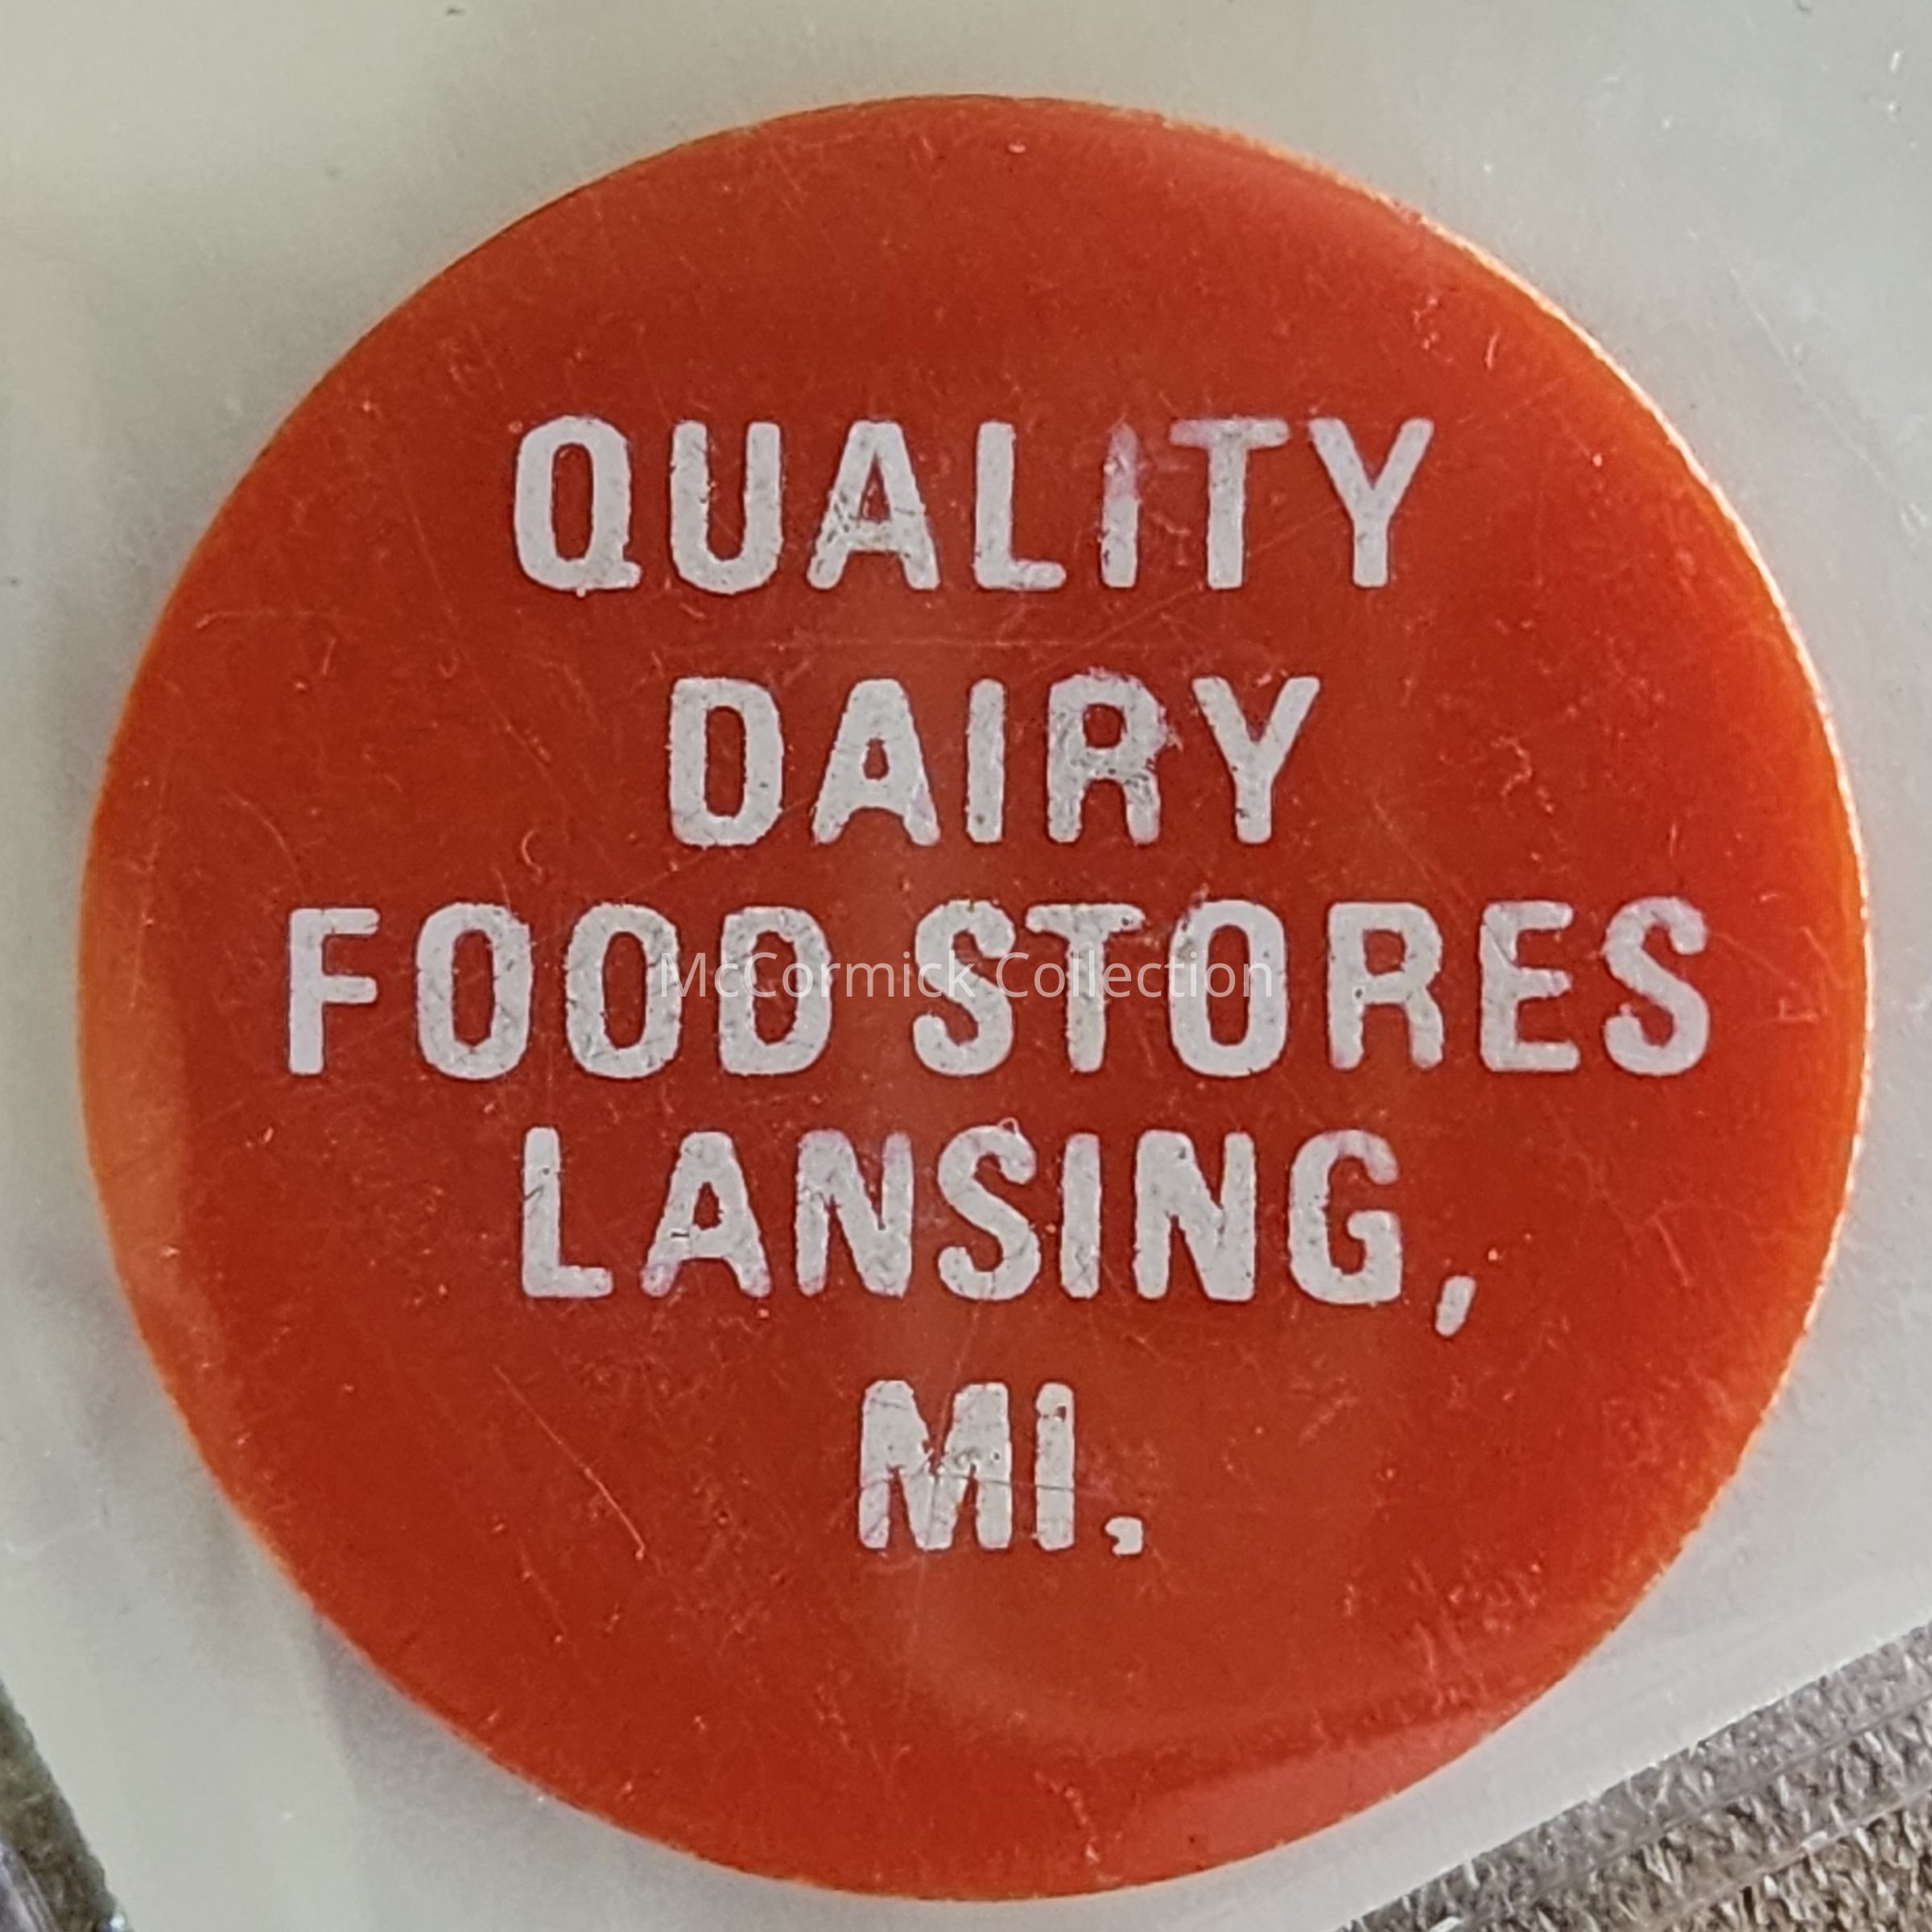 QUALITY
DAIRY
FOOD STORES
McCormick Collection
LANSING,
MI.